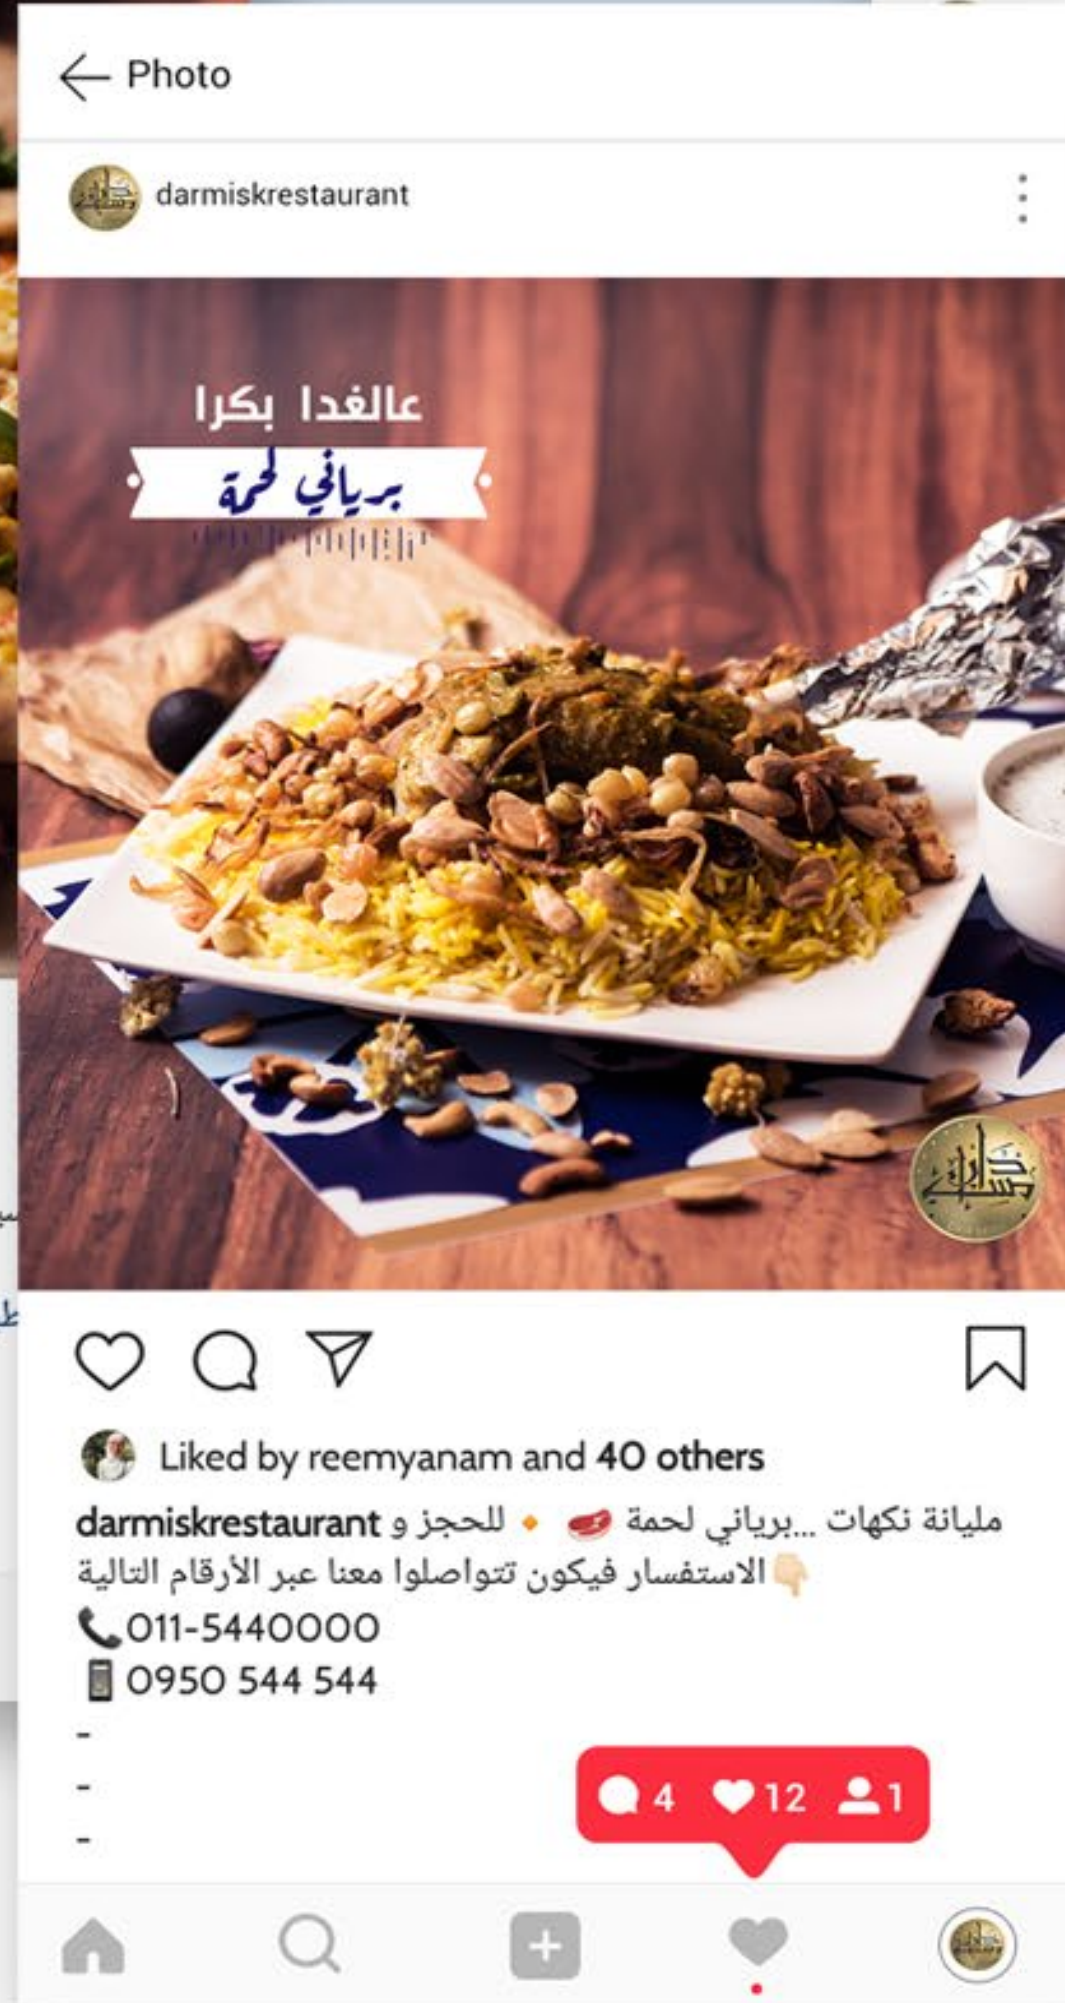 Photo
darmiskrestaurant
عالغدا بكرا
برياني لحمة
Liked by reemyanam and 40 others
darmiskrestaurant مليانة نكهات ...برياني لحمة 🥩 🔸 للحجز و
الاستفسار فيكون تتواصلوا معنا عبر الأرقام التالية👇🏻
📞011-5440000
📱0950 544 544
-
-
-
4 12 1